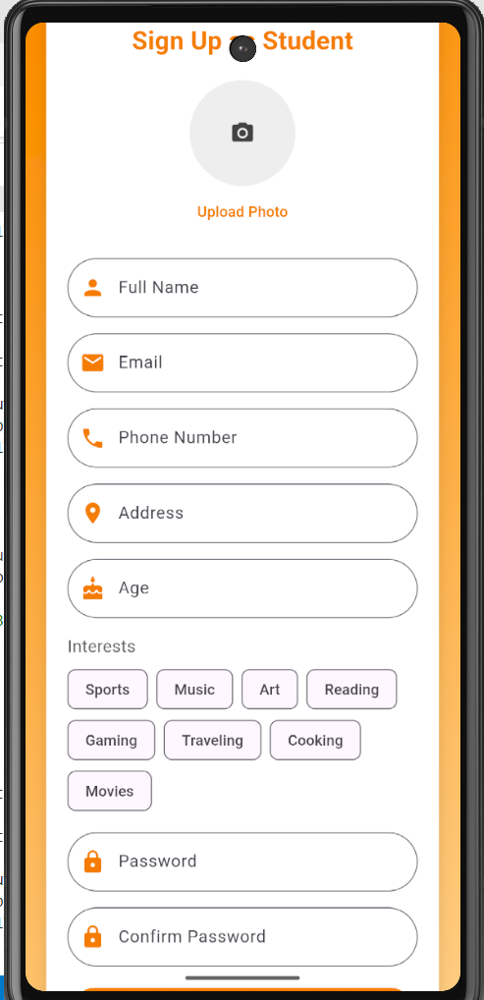 Sign Up as Student
Upload Photo
Full Name
Email
Phone Number
Address
Age
Interests
Sports Music Art Reading
Gaming Traveling Cooking
Movies
Password
Confirm Password